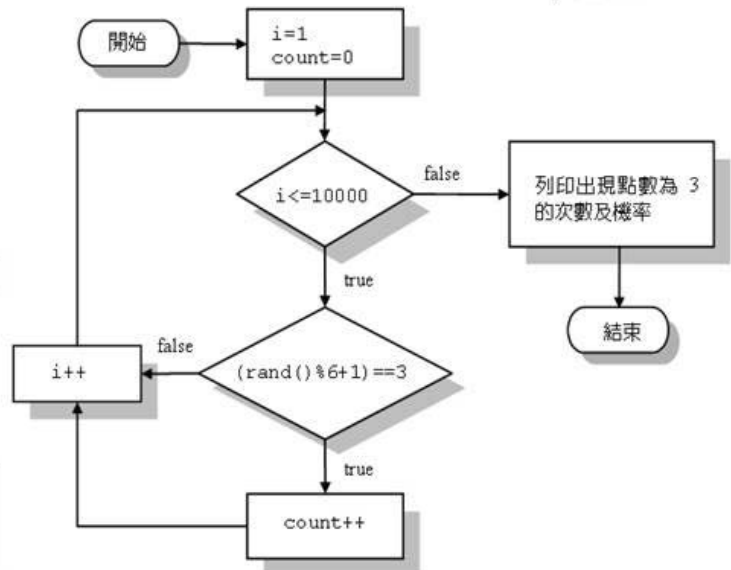 開始
i=1
count=0
i<=10000
false
列印出現點數為 3
的次數及機率
true
結束
false
i++
(rand()%6+1)==3
true
count++